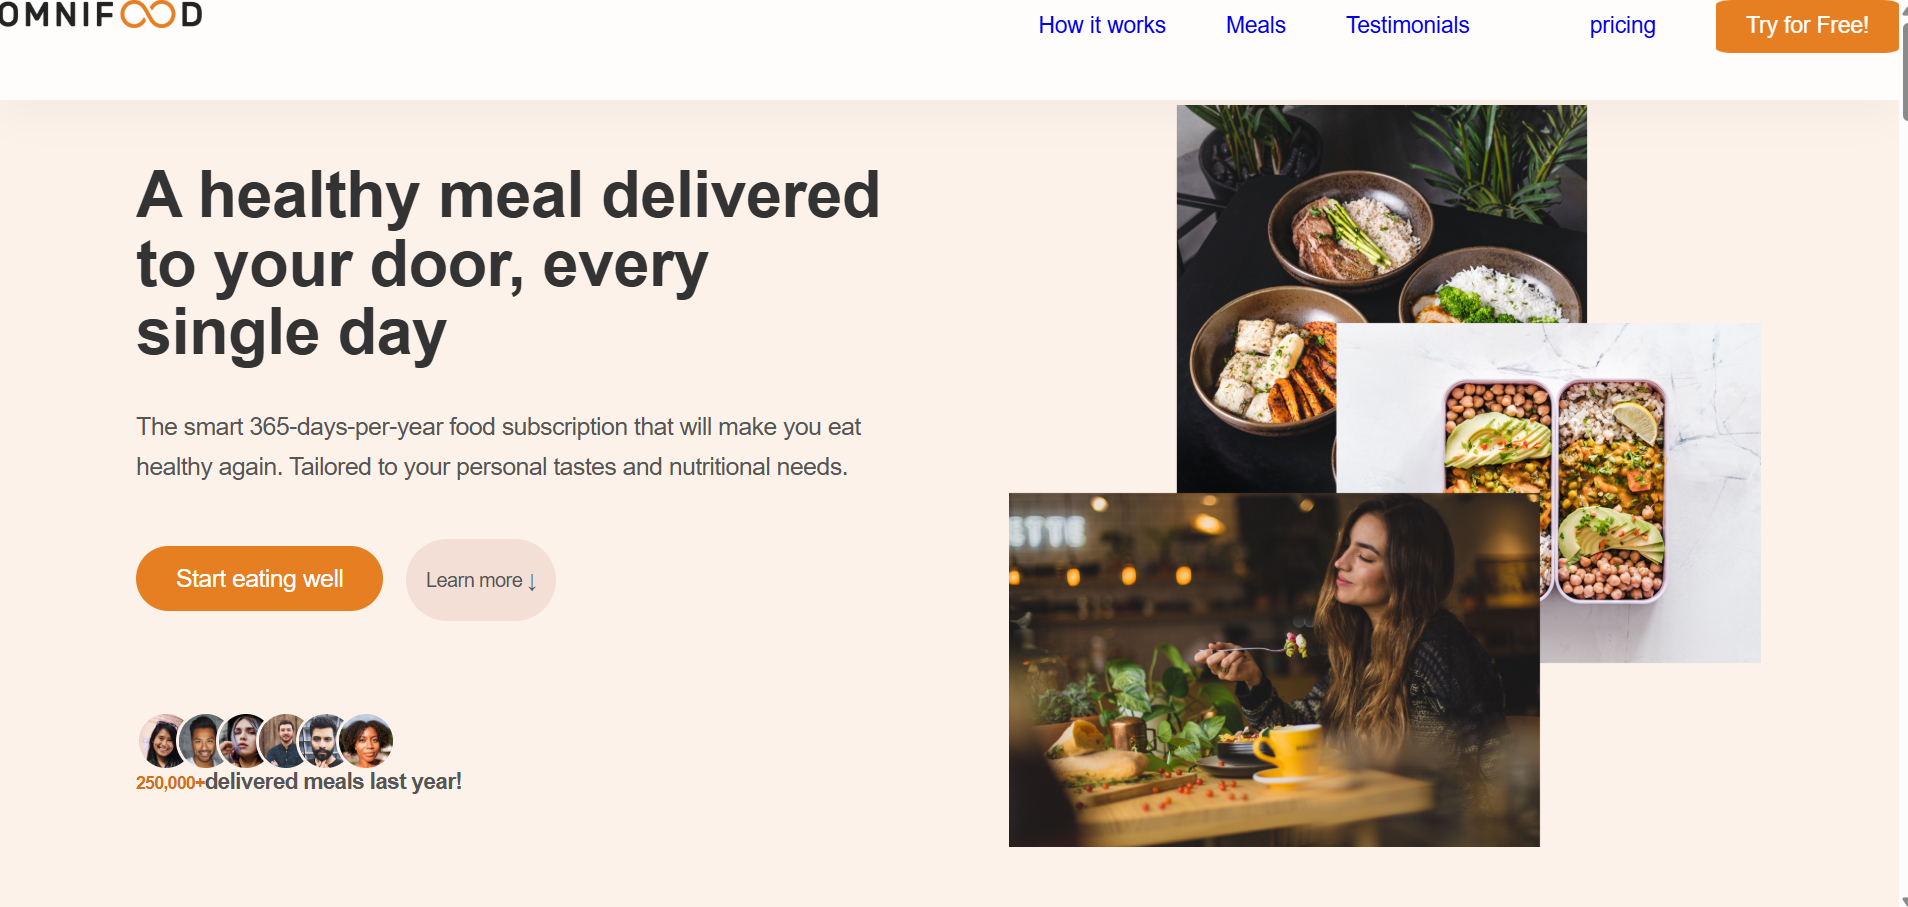 OMNIFOOD
How it works
Meals
Testimonials
pricing
Try for Free!
A healthy meal delivered
to your door, every
single day
The smart 365-days-per-year food subscription that will make you eat
healthy again. Tailored to your personal tastes and nutritional needs.
Start eating well
Learn more ↓
ETTE
250,000+delivered meals last year!